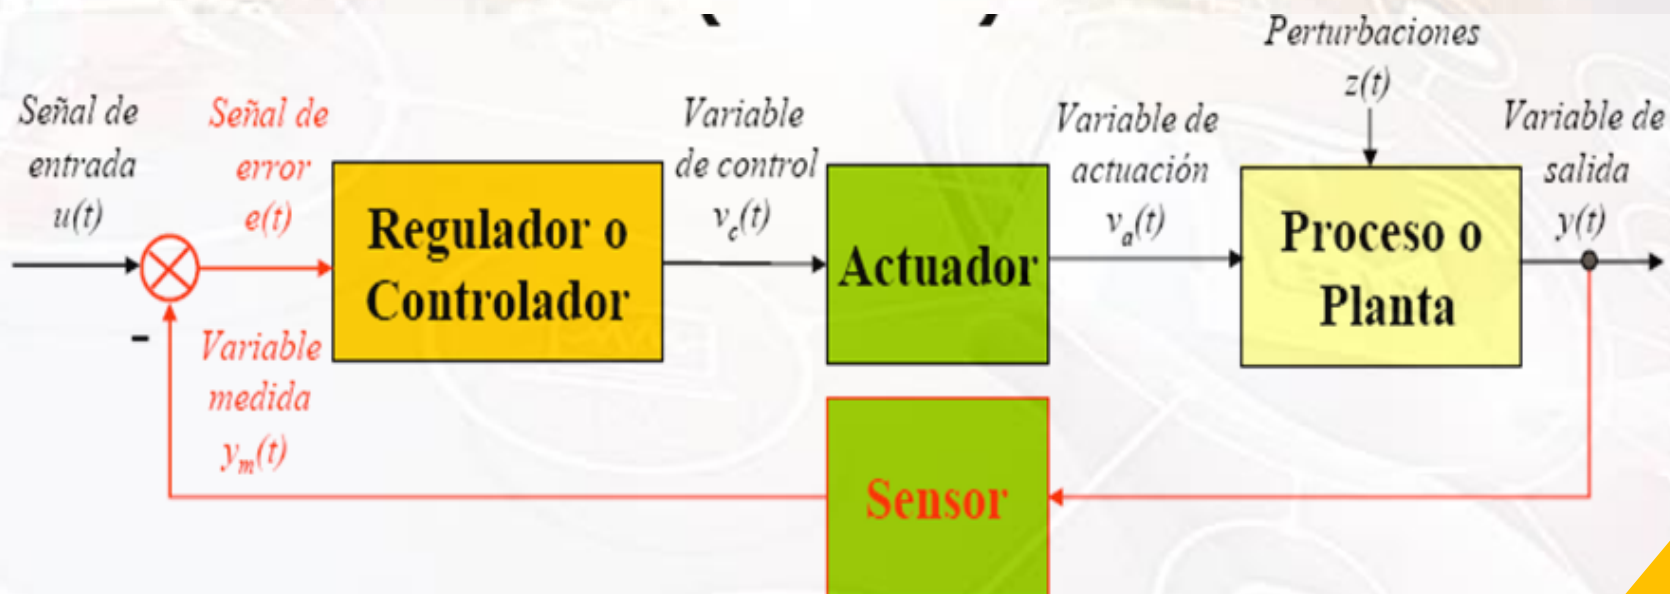 Perturbaciones
z(t)
Señal de
entrada
u(t)
Señal de
error
e(t)
Variable
de control
v_c(t)
Variable de
actuación
v_a(t)
Variable de
salida
y(t)
Regulador o
Controlador
Actuador
Proceso o
Planta
-
Variable
medida
y_m(t)
Sensor